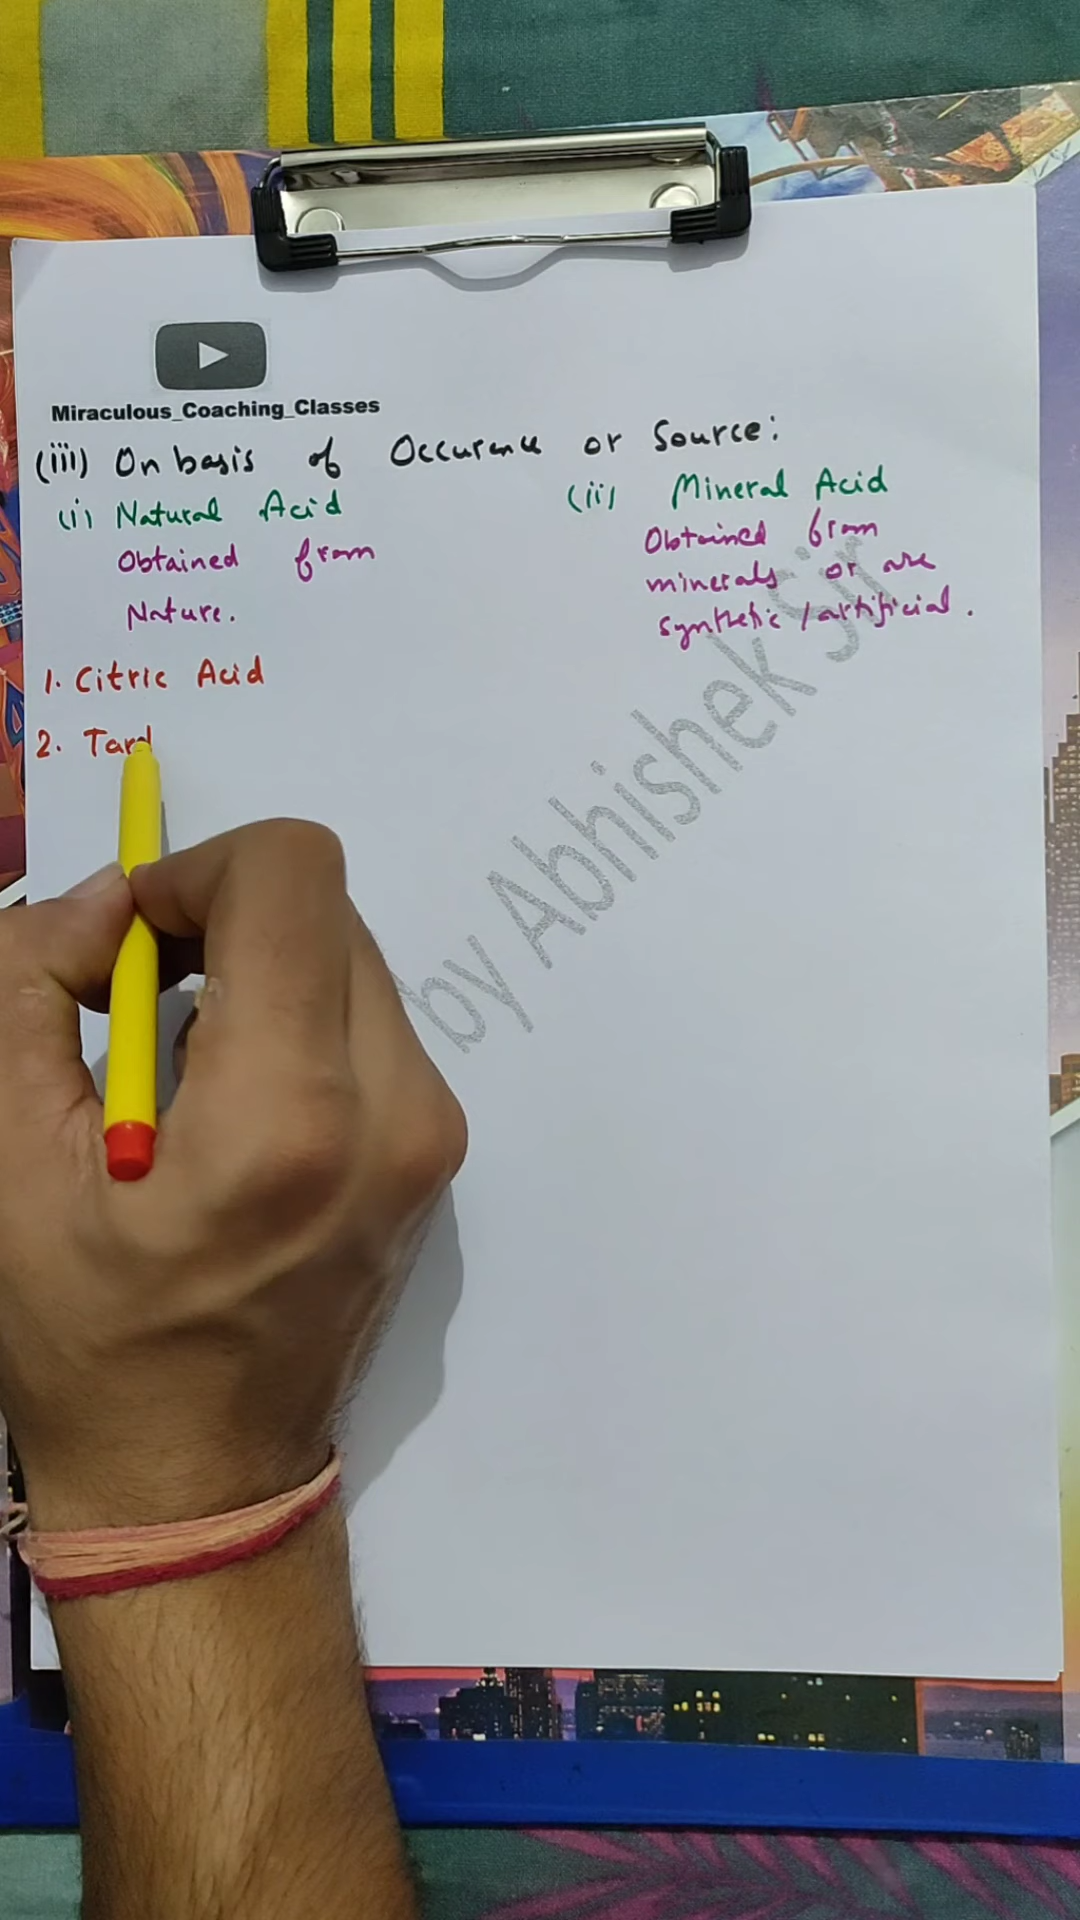 Miraculous_Coaching_Classes
(iii) On basis of Occurence or Source:
(i) Natural Acid
Obtained from
Nature.
1. Citric Acid
2. Tart
(ii) Mineral Acid
Obtained from
minerals or are
synthetic / artificial.
by Abhishek Sir